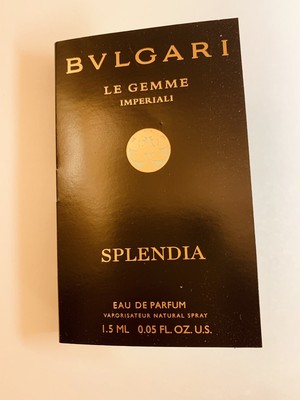 BVLGARI
LE GEMME
IMPERIALI
SPLENDIA
EAU DE PARFUM
VAPORISATEUR NATURAL SPRAY
1.5 ML 0.05 FL. OZ. U.S.